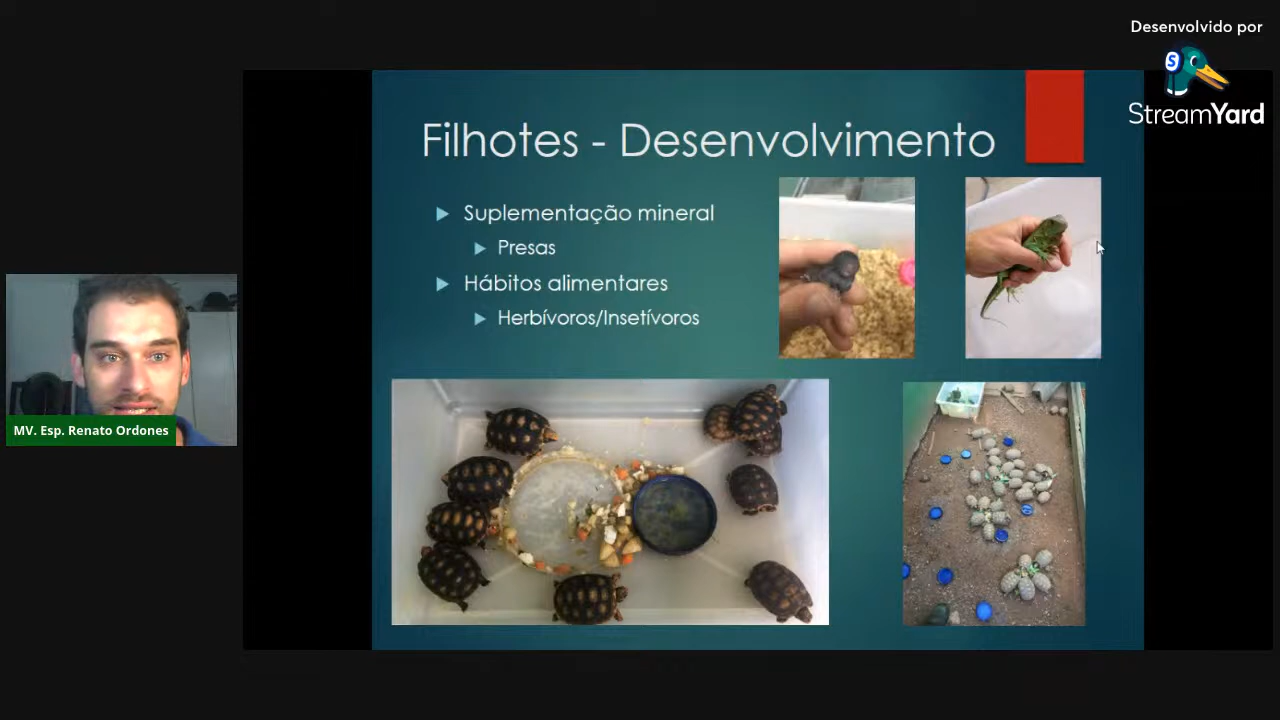 Desenvolvido por
S
StreamYard
Filhotes - Desenvolvimento
Suplementação mineral
Presas
Hábitos alimentares
Herbívoros/Insetívoros
MV. Esp. Renato Ordones